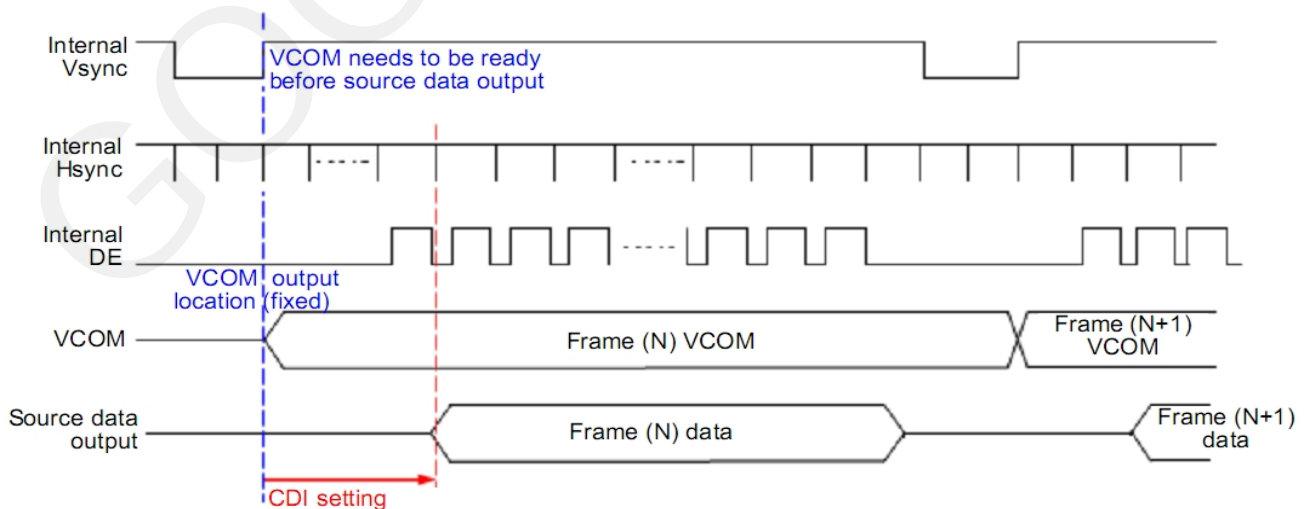 Internal
Vsync
VCOM needs to be ready
before source data output
Internal
Hsync
Internal
DE
VCOM output
location (fixed)
VCOM
Frame (N) VCOM
Frame (N+1)
VCOM
Source data
output
Frame (N) data
Frame (N+1)
data
CDI setting